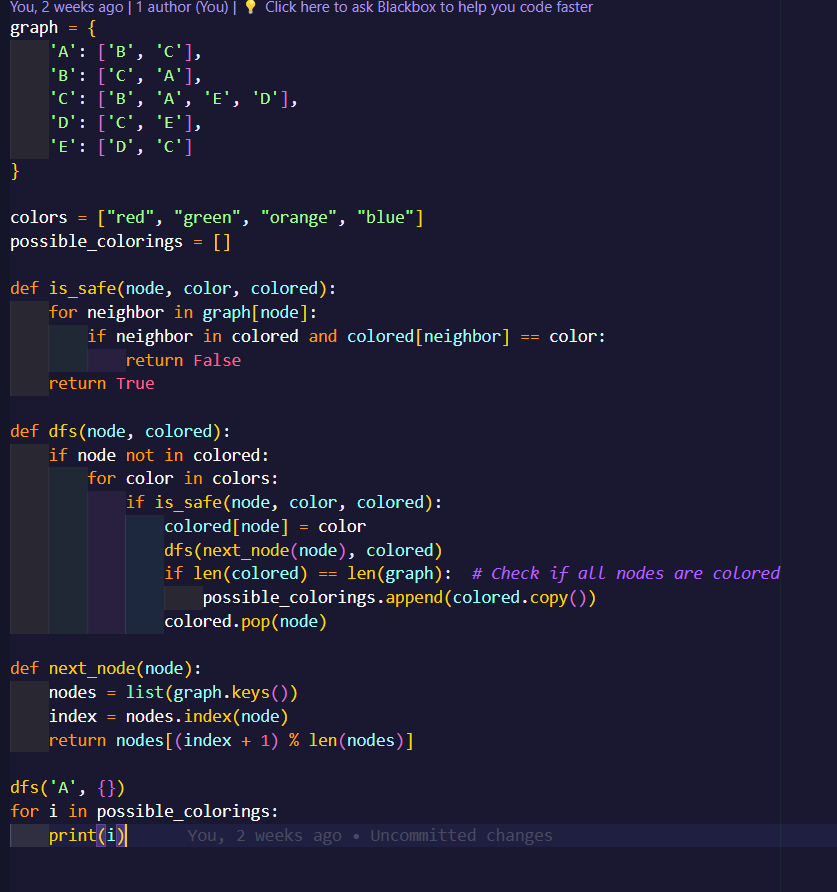 You, 2 weeks ago | 1 author (You) | 💡 Click here to ask Blackbox to help you code faster
graph = {
    'A': ['B', 'C'],
    'B': ['C', 'A'],
    'C': ['B', 'A', 'E', 'D'],
    'D': ['C', 'E'],
    'E': ['D', 'C']
}

colors = ["red", "green", "orange", "blue"]
possible_colorings = []

def is_safe(node, color, colored):
    for neighbor in graph[node]:
        if neighbor in colored and colored[neighbor] == color:
            return False
    return True

def dfs(node, colored):
    if node not in colored:
        for color in colors:
            if is_safe(node, color, colored):
                colored[node] = color
                dfs(next_node(node), colored)
                if len(colored) == len(graph):  # Check if all nodes are colored
                    possible_colorings.append(colored.copy())
                colored.pop(node)

def next_node(node):
    nodes = list(graph.keys())
    index = nodes.index(node)
    return nodes[(index + 1) % len(nodes)]

dfs('A', {})
for i in possible_colorings:
    print(i)      You, 2 weeks ago • Uncommitted changes